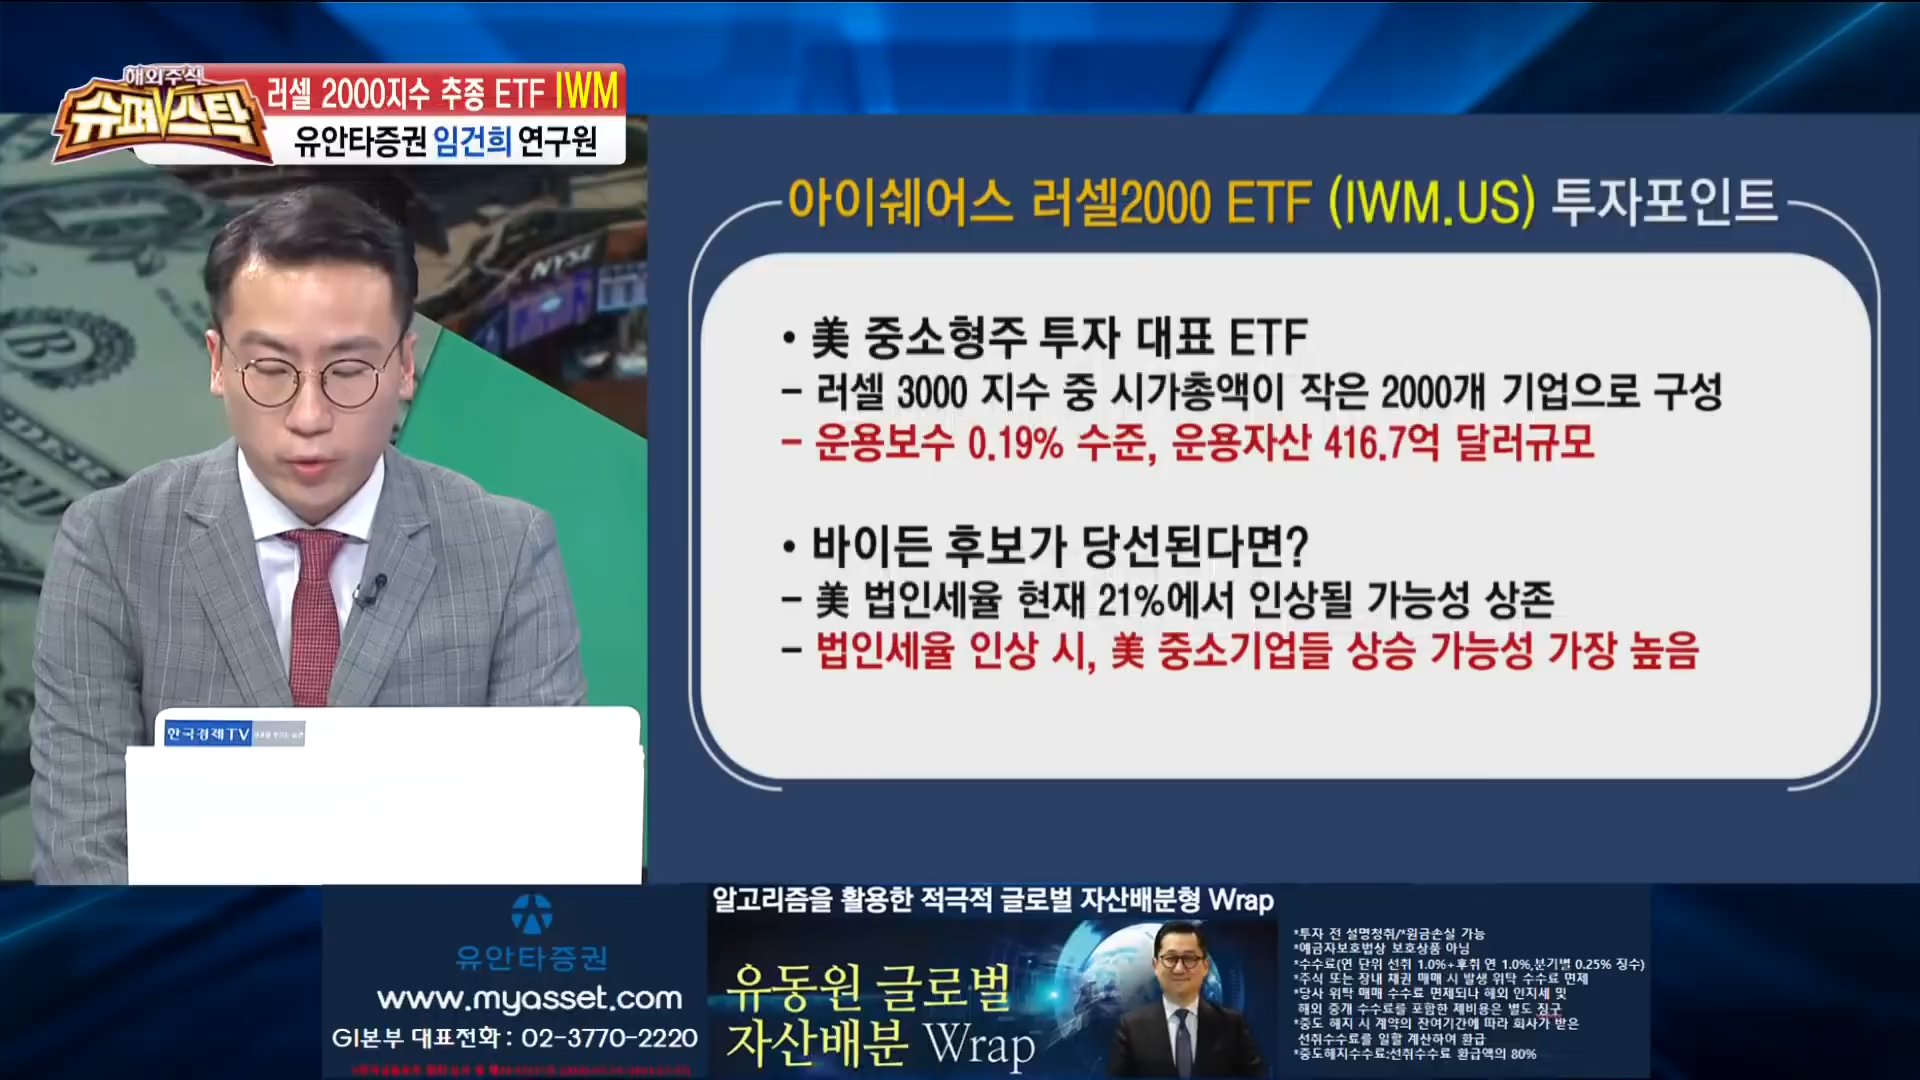 해외주식
슈퍼스탁
러셀 2000지수 추종 ETF IWM
유안타증권 임건희 연구원
NYSE
아이쉐어스 러셀2000 ETF (IWM.US) 투자포인트
• 美 중소형주 투자 대표 ETF
- 러셀 3000 지수 중 시가총액이 작은 2000개 기업으로 구성
- 운용보수 0.19% 수준, 운용자산 416.7억 달러규모
• 바이든 후보가 당선된다면?
- 美 법인세율 현재 21%에서 인상될 가능성 상존
- 법인세율 인상 시, 美 중소기업들 상승 가능성 가장 높음
한국경제TV
유안타증권
www.myasset.com
GI본부 대표전화 : 02-3770-2220
알고리즘을 활용한 적극적 글로벌 자산배분형 Wrap
유동원 글로벌
자산배분 Wrap
*투자 전 설명청취/*원금손실 가능
*예금자보호법상 보호상품 아님
*수수료(연 단위 선취 1.0%+후취 연 1.0%,분기별 0.25% 징수)
*주식 또는 장내 채권 매매 시 발생 위탁 수수료 면제
*당사 위탁 매매 수수료 면제되나 해외 인지세 및
해외 중개 수수료를 포함한 제비용은 별도 징구
*중도 해지 시 계약의 잔여기간에 따라 회사가 받은
선취수수료를 일할 계산하여 환급
*중도해지수수료:선취수수료 환급액의 80%